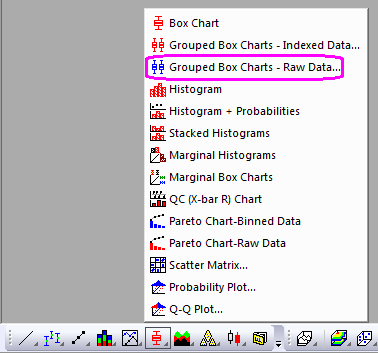 Box Chart
Grouped Box Charts - Indexed Data...
Grouped Box Charts - Raw Data...
Histogram
Histogram + Probabilities
Stacked Histograms
Marginal Histograms
Marginal Box Charts
QC (X-bar R) Chart
Pareto Chart-Binned Data
Pareto Chart-Raw Data
Scatter Matrix...
Probability Plot...
Q-Q Plot...